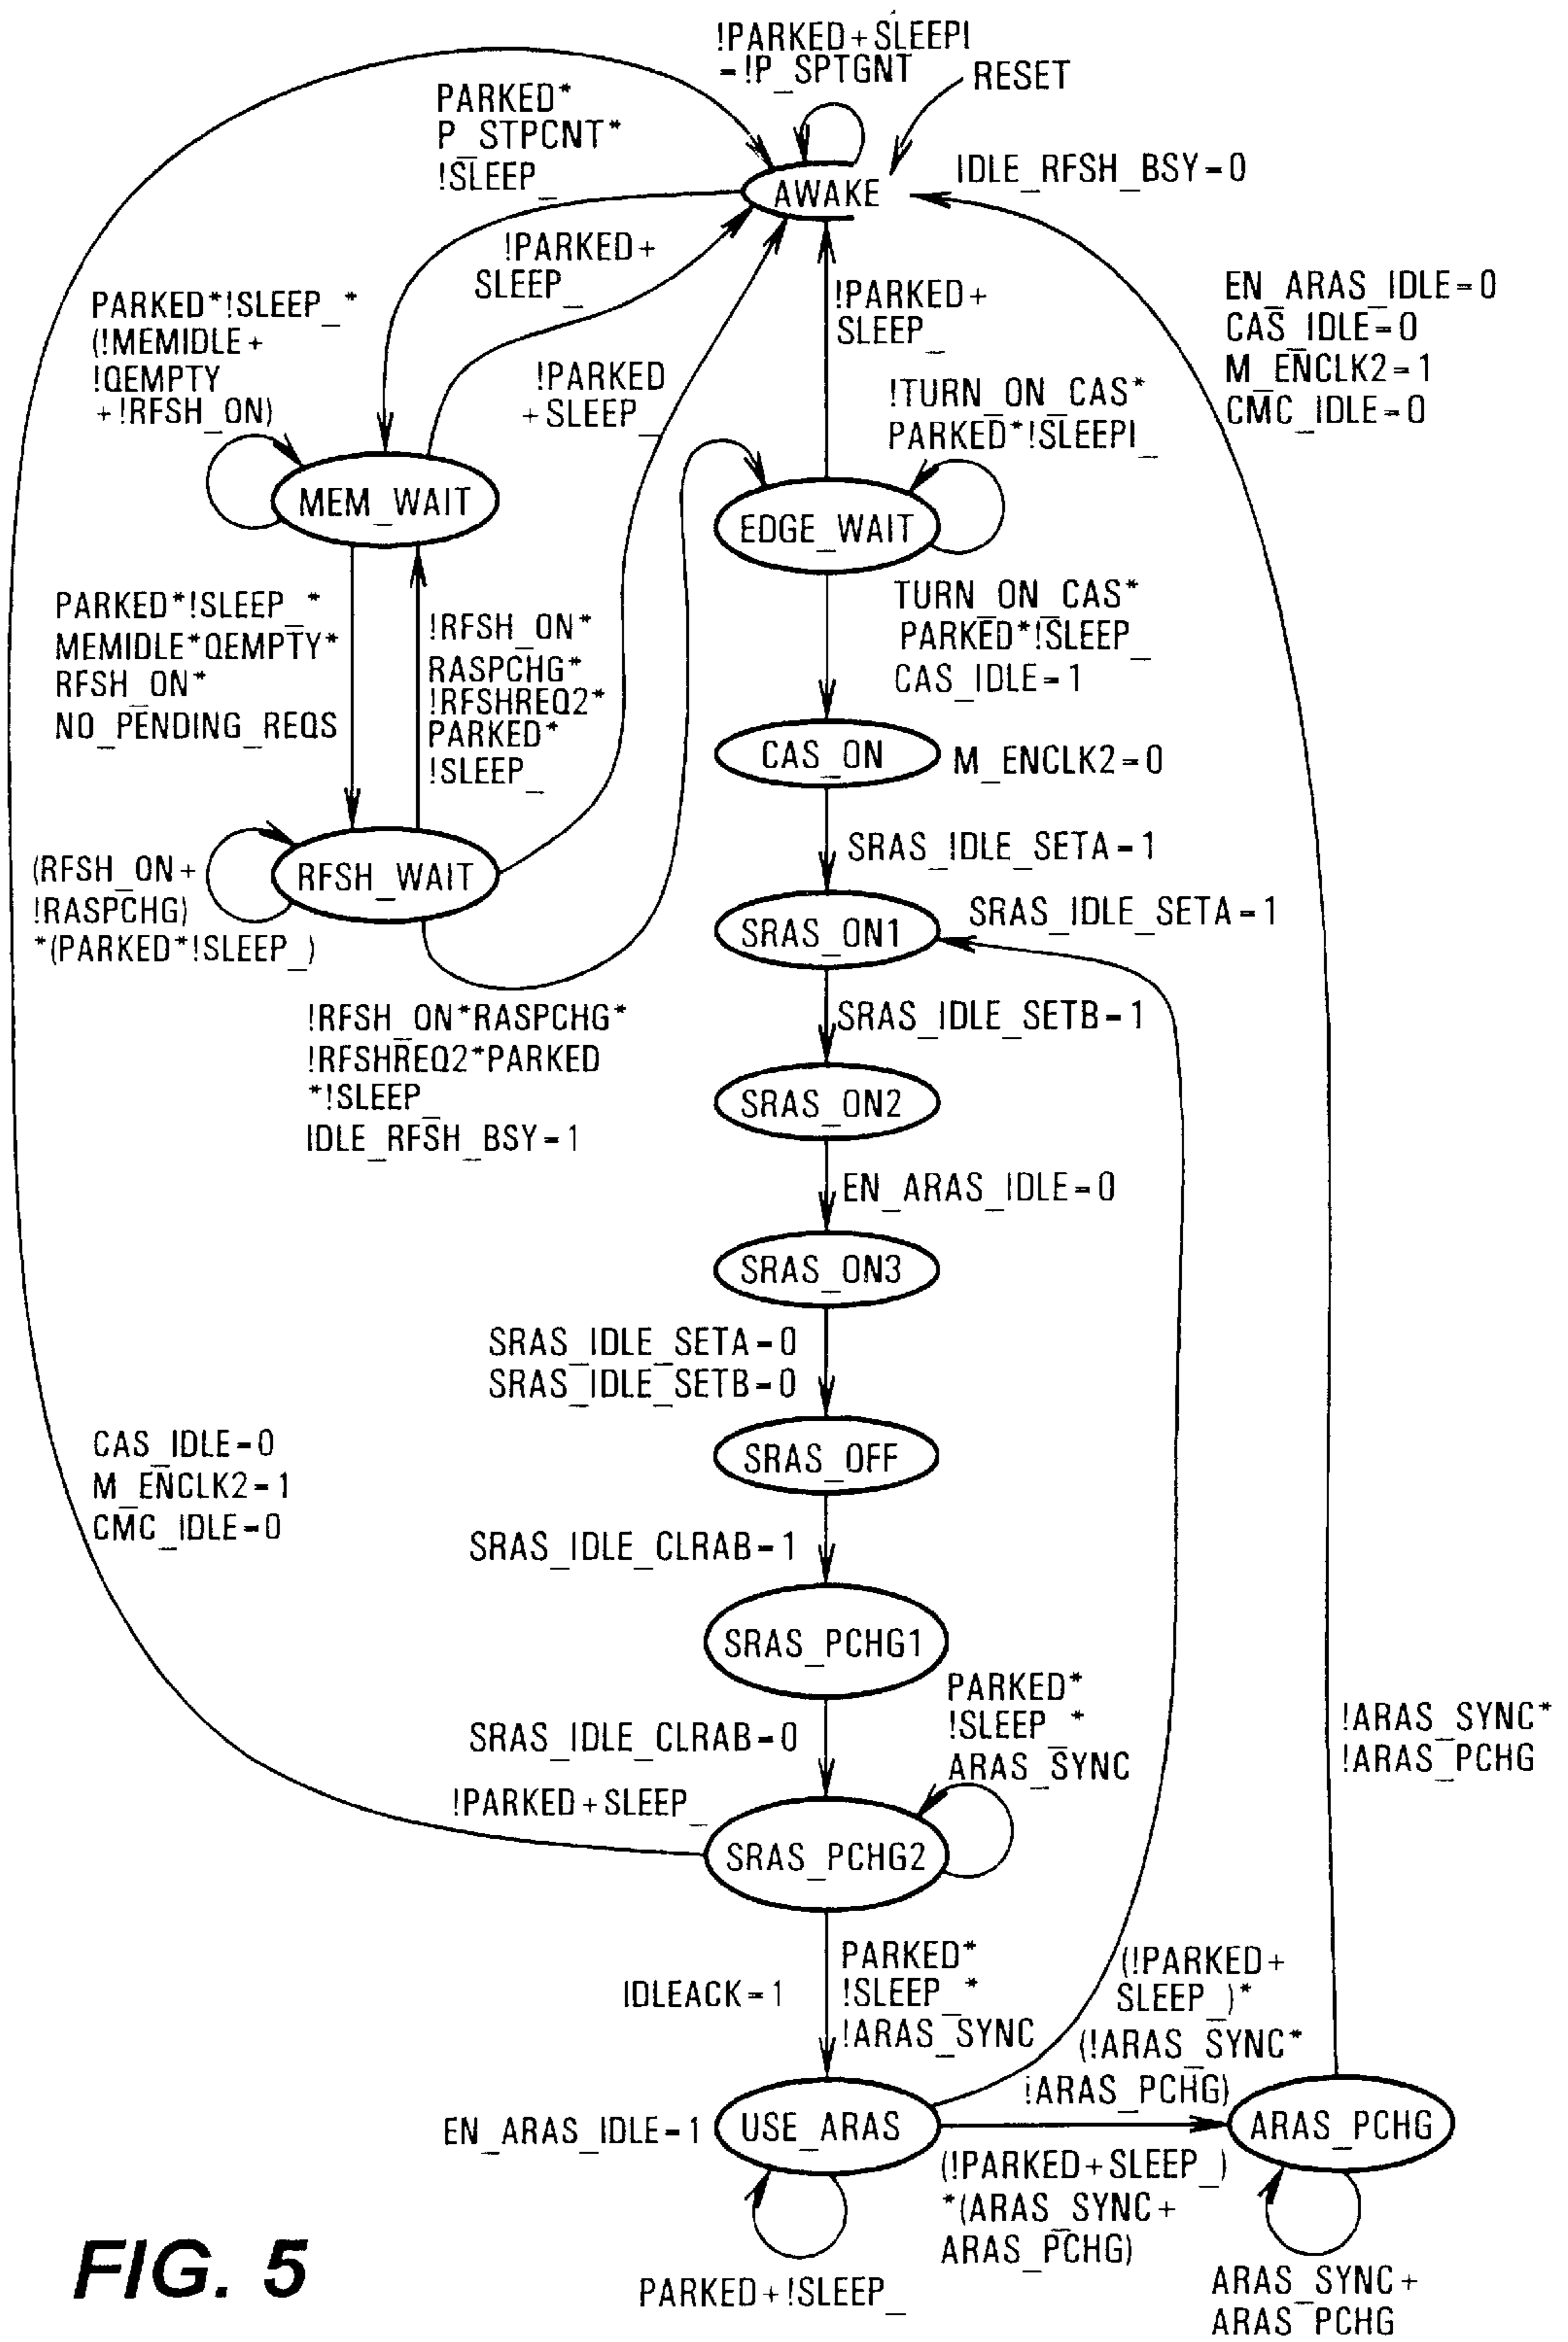 !PARKED+SLEEPI
-!P_SPTGNT
RESET
PARKED*
P_STPCNT*
!SLEEP_
AWAKE
IDLE_RFSH_BSY=0
!PARKED+
SLEEP_
PARKED*!SLEEP_*
(!MEMIDLE+
!QEMPTY
+!RFSH_ON)
!PARKED
+SLEEP_
!PARKED+
SLEEP_
EN_ARAS_IDLE=0
CAS_IDLE=0
M_ENCLK2=1
CMC_IDLE=0
!TURN_ON_CAS*
PARKED*!SLEEPI_
MEM_WAIT
EDGE_WAIT
PARKED*!SLEEP_*
MEMIDLE*QEMPTY*
RFSH_ON*
NO_PENDING_REQS
!RFSH_ON*
RASPCHG*
!RFSHREQ2*
PARKED*
!SLEEP_
TURN_ON_CAS*
PARKED*!SLEEP_
CAS_IDLE=1
CAS_ON
M_ENCLK2=0
SRAS_IDLE_SETA=1
(RFSH_ON+
!RASPCHG)
*(PARKED*!SLEEP_)
RFSH_WAIT
SRAS_ON1
SRAS_IDLE_SETA=1
!RFSH_ON*RASPCHG*
!RFSHREQ2*PARKED
*!SLEEP_
IDLE_RFSH_BSY=1
SRAS_IDLE_SETB=1
SRAS_ON2
EN_ARAS_IDLE=0
SRAS_ON3
SRAS_IDLE_SETA=0
SRAS_IDLE_SETB=0
SRAS_OFF
CAS_IDLE=0
M_ENCLK2=1
CMC_IDLE=0
SRAS_IDLE_CLRAB=1
SRAS_PCHG1
SRAS_IDLE_CLRAB=0
PARKED*
!SLEEP_*
ARAS_SYNC
!ARAS_SYNC*
!ARAS_PCHG
!PARKED+SLEEP_
SRAS_PCHG2
IDLEACK=1
PARKED*
!SLEEP_*
!ARAS_SYNC
(!PARKED+
SLEEP_)*
(!ARAS_SYNC*
!ARAS_PCHG)
EN_ARAS_IDLE=1
USE_ARAS
ARAS_PCHG
(!PARKED+SLEEP_)
*(ARAS_SYNC+
ARAS_PCHG)
PARKED+!SLEEP_
ARAS_SYNC+
ARAS_PCHG
FIG. 5